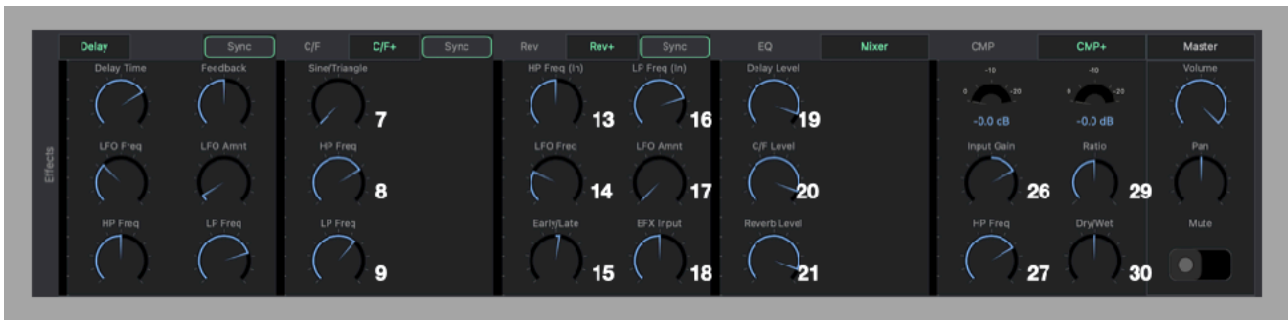 Delay Sync C/F C/F+ Sync Rev Rev+ Sync EQ Mixer CMP CMP+ Master
Delay Time Feedback Sine/Triangle HP Freq (In) LP Freq (In) Delay Level -10 -10 Volume
0 -20 0 -20
7 13 16 19 -0.0 dB -0.0 dB
Effects
LFO Freq LFO Amnt HP Freq LFO Freq LFO Amnt C/F Level Input Gain Ratio Pan
8 14 17 20 26 29
HP Freq LP Freq LP Freq Early/Late EFX Input Reverb Level HP Freq Dry/Wet Mute
9 15 18 21 27 30